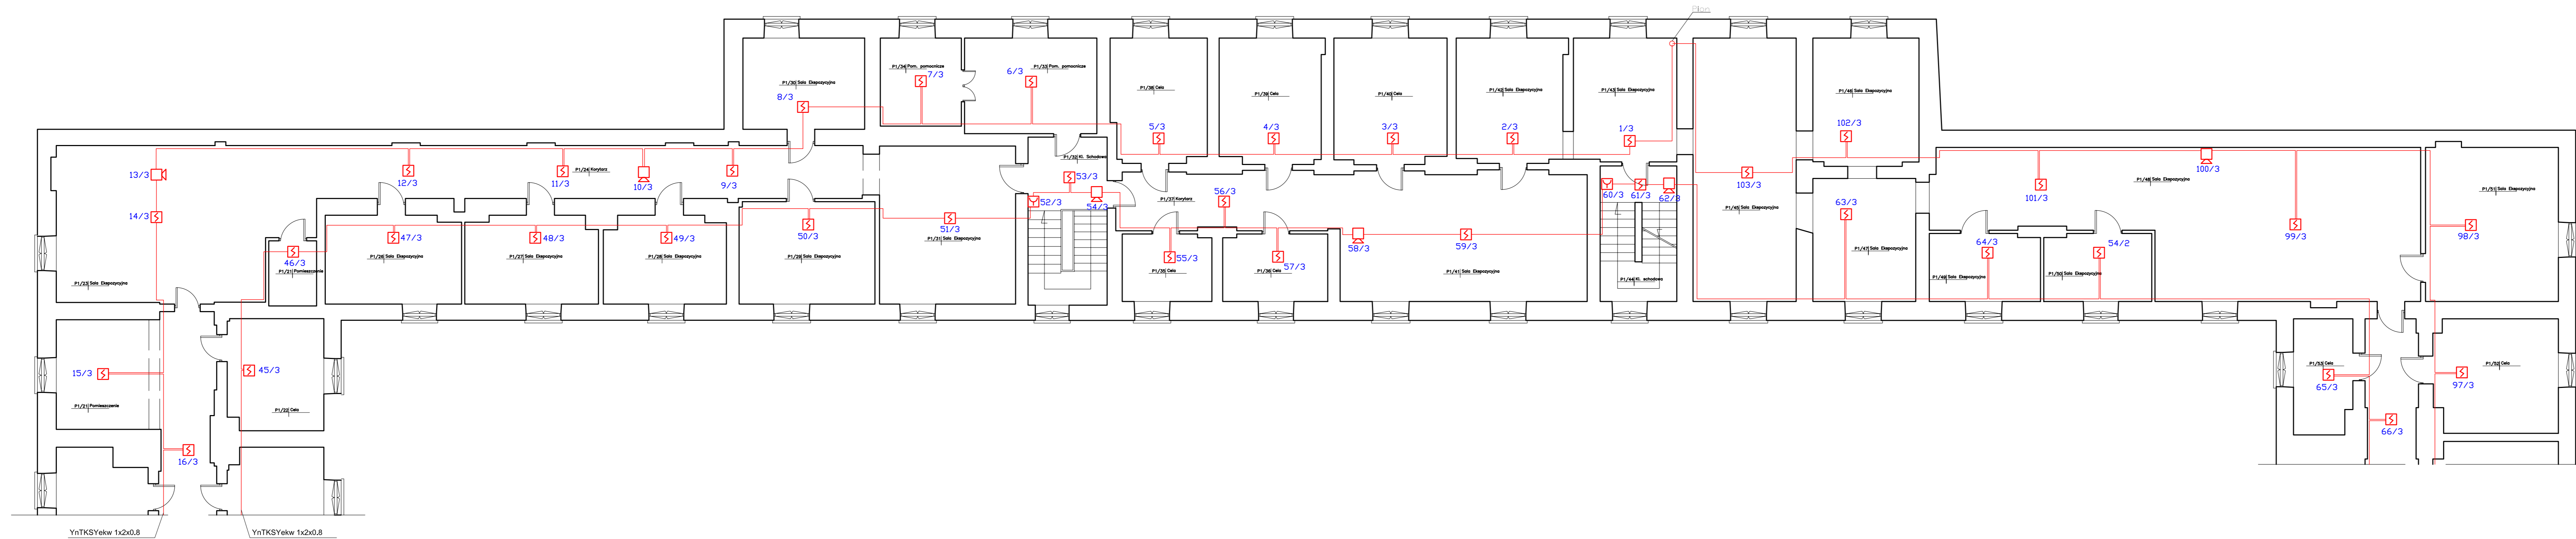 Pion
P1/30 Sala Ekspozycyjna
8/3
P1/34 Pom. pomocnicze
7/3
P1/33 Pom. pomocnicze
6/3
P1/38 Cela
5/3
P1/39 Cela
4/3
P1/40 Cela
3/3
P1/42 Sala Ekspozycyjna
2/3
P1/43 Sala Ekspozycyjna
1/3
P1/46 Sala Ekspozycyjna
102/3
13/3
12/3
11/3
P1/24 Korytarz
10/3
9/3
P1/32 Kl. Schodowa
53/3
52/3
54/3
56/3
P1/37 Korytarz
60/3
61/3
62/3
103/3
P1/45 Sala Ekspozycyjna
63/3
101/3
P1/48 Sala Ekspozycyjna
100/3
P1/51 Sala Ekspozycyjna
14/3
46/3
47/3
48/3
49/3
50/3
51/3
P1/31 Sala Ekspozycyjna
58/3
59/3
64/3
54/2
99/3
98/3
P1/23 Sala Ekspozycyjna
P1/21 Pomieszczenie
P1/26 Sala Ekspozycyjna
P1/27 Sala Ekspozycyjna
P1/28 Sala Ekspozycyjna
P1/29 Sala Ekspozycyjna
55/3
P1/35 Cela
57/3
P1/36 Cela
P1/41 Sala Ekspozycyjna
P1/44 Kl. schodowa
P1/47 Sala Ekspozycyjna
P1/49 Sala Ekspozycyjna
P1/50 Sala Ekspozycyjna
15/3
P1/21 Pomieszczenie
45/3
P1/22 Cela
16/3
P1/53 Cela
65/3
66/3
P1/52 Cela
97/3
YnTKSYekw 1x2x0.8
YnTKSYekw 1x2x0.8